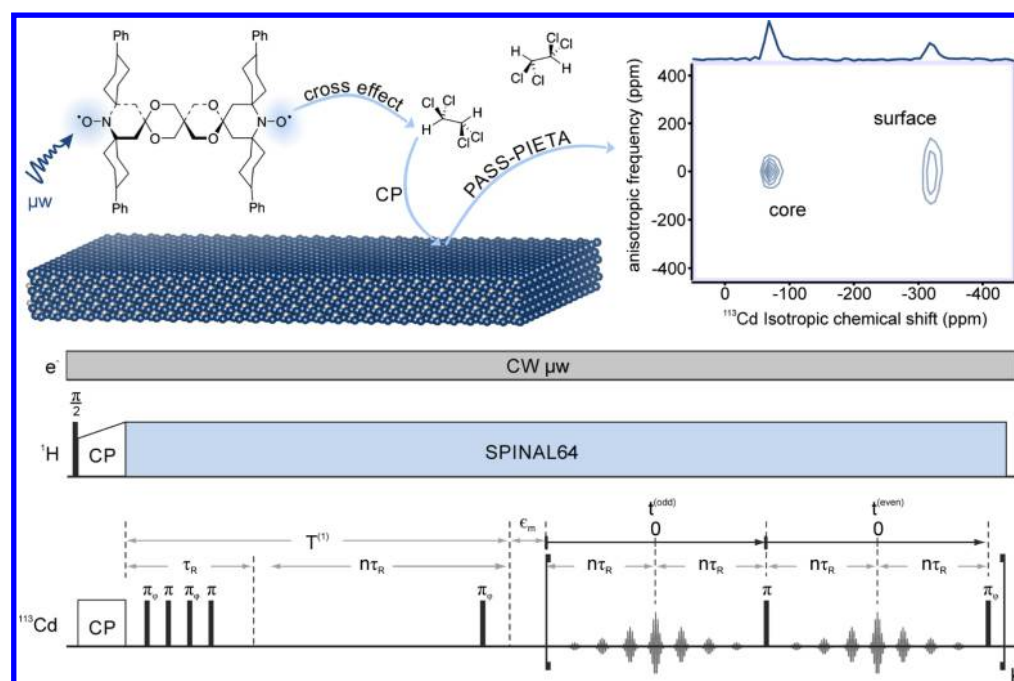 Ph
Ph
•O–N
N–O•
O
O
O
O
Ph
Ph
μw
cross effect
H
Cl
Cl
Cl
Cl
H
H
Cl
Cl
Cl
Cl
H
CP
PASS-PIETA
anisotropic frequency (ppm)
400
200
0
-200
-400
surface
core
0
-100
-200
-300
-400
¹¹³Cd Isotropic chemical shift (ppm)
e⁻
CW μw
π/2
¹H
CP
SPINAL64
T⁽¹⁾
ϵₘ
t⁽ᵒᵈᵈ⁾
0
t⁽ᵉᵛᵉⁿ⁾
0
τR
nτR
nτR
nτR
nτR
nτR
¹¹³Cd
CP
πφ
π
πφ
π
πφ
π
πφ